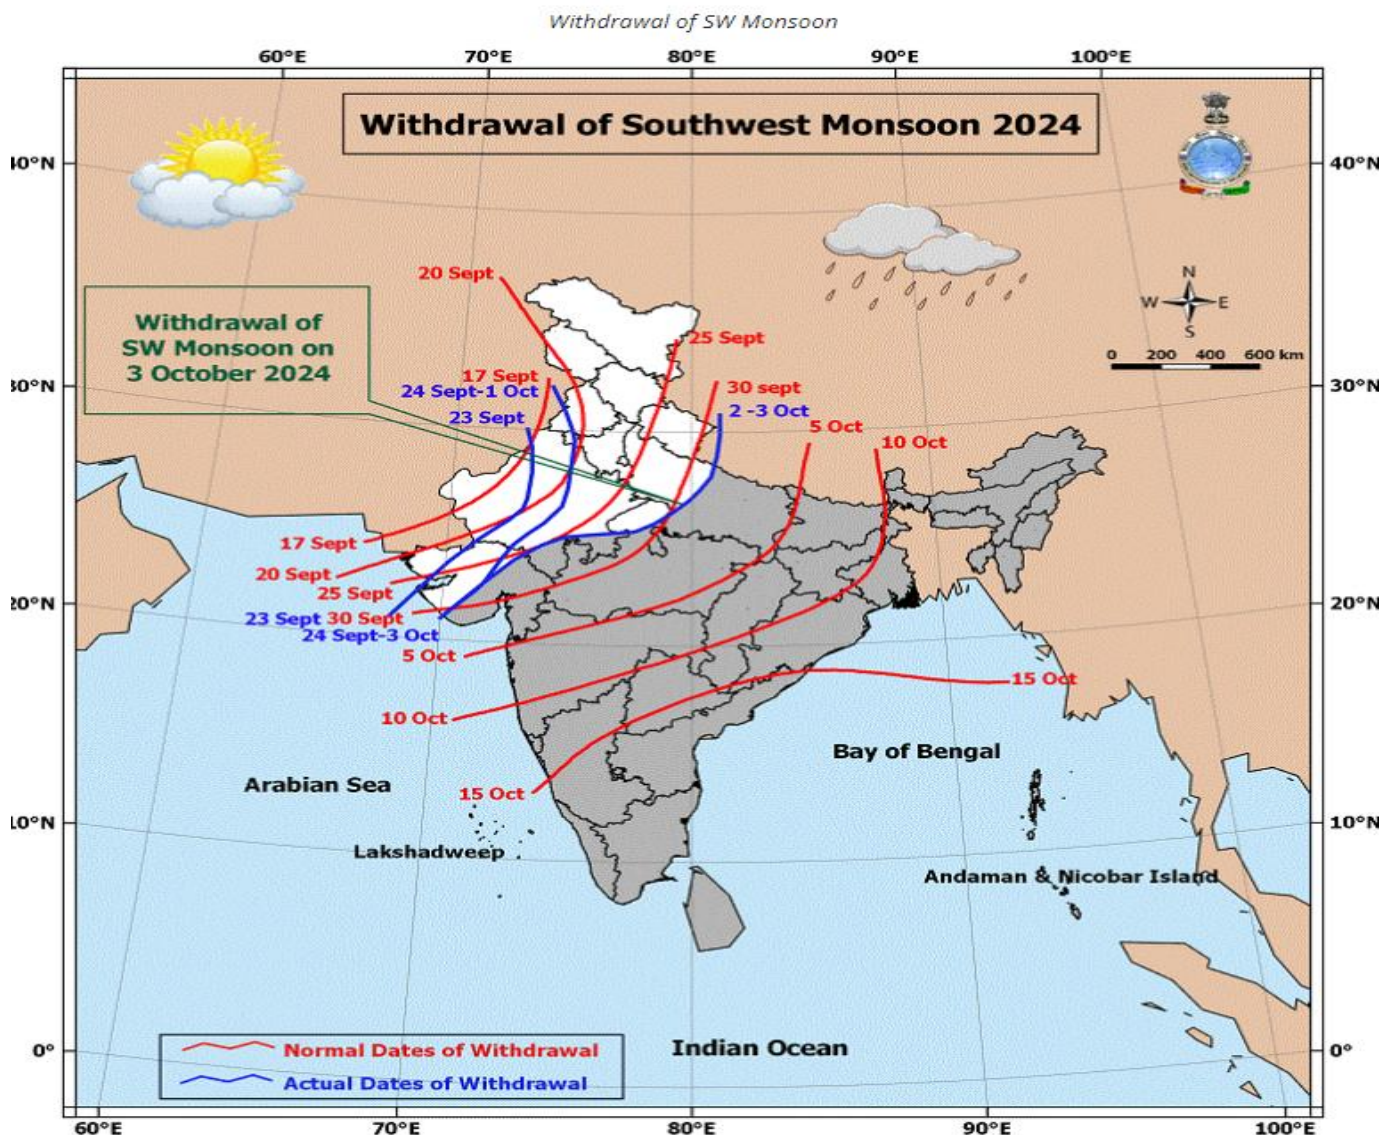 Withdrawal of SW Monsoon
60°E 70°E 80°E 90°E 100°E
Withdrawal of Southwest Monsoon 2024
40°N 40°N
N
W E
S
20 Sept
0 200 400 600 km
Withdrawal of
SW Monsoon on
3 October 2024
25 Sept
17 Sept
30°N 30°N
24 Sept-1 Oct
30 sept
23 Sept
2 -3 Oct
5 Oct
10 Oct
17 Sept
20 Sept
25 Sept
20°N 20°N
23 Sept 30 Sept
24 Sept-3 Oct
5 Oct
15 Oct
10 Oct
Bay of Bengal
Arabian Sea
15 Oct
10°N 10°N
Lakshadweep
Andaman & Nicobar Island
Indian Ocean
0° 0°
Normal Dates of Withdrawal
Actual Dates of Withdrawal
60°E 70°E 80°E 90°E 100°E